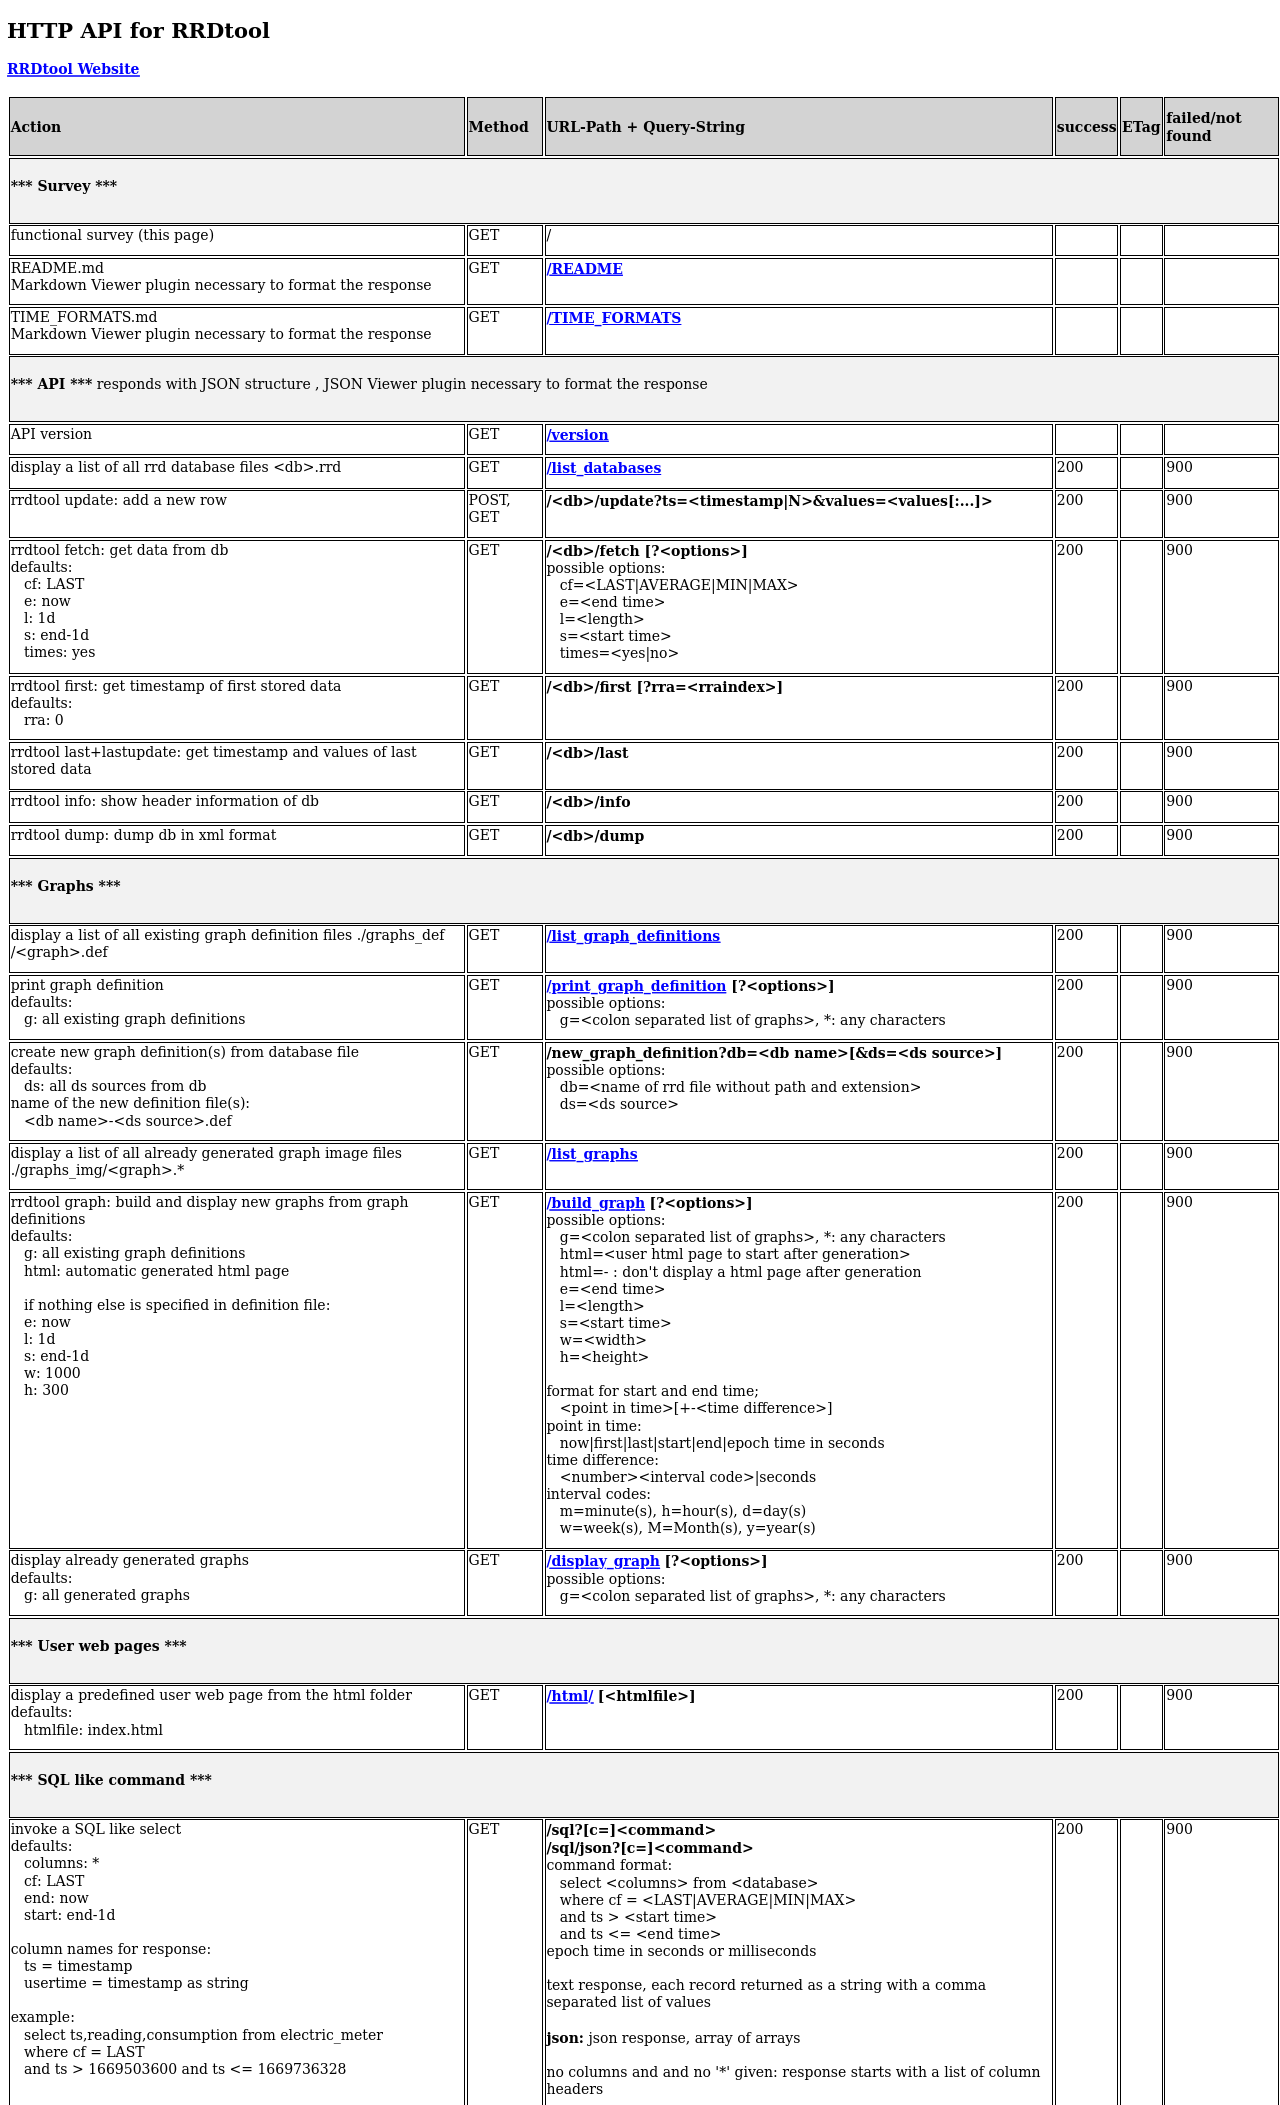 HTTP API for RRDtool
RRDtool Website
Action Method URL-Path + Query-String success ETag failed/not found
*** Survey ***
functional survey (this page) GET /
README.md GET /README
Markdown Viewer plugin necessary to format the response
TIME_FORMATS.md GET /TIME_FORMATS
Markdown Viewer plugin necessary to format the response
*** API *** responds with JSON structure , JSON Viewer plugin necessary to format the response
API version GET /version
display a list of all rrd database files <db>.rrd GET /list_databases 200 900
rrdtool update: add a new row POST, GET /<db>/update?ts=<timestamp|N>&values=<values[:...]> 200 900
rrdtool fetch: get data from db
defaults:
cf: LAST
e: now
l: 1d
s: end-1d
times: yes
GET
/<db>/fetch [?<options>]
possible options:
cf=<LAST|AVERAGE|MIN|MAX>
e=<end time>
l=<length>
s=<start time>
times=<yes|no>
200 900
rrdtool first: get timestamp of first stored data
defaults:
rra: 0
GET
/<db>/first [?rra=<rraindex>]
200 900
rrdtool last+lastupdate: get timestamp and values of last
stored data
GET
/<db>/last
200 900
rrdtool info: show header information of db GET /<db>/info 200 900
rrdtool dump: dump db in xml format GET /<db>/dump 200 900
*** Graphs ***
display a list of all existing graph definition files ./graphs_def
/<graph>.def
GET
/list_graph_definitions
200 900
print graph definition
defaults:
g: all existing graph definitions
GET
/print_graph_definition [?<options>]
possible options:
g=<colon separated list of graphs>, *: any characters
200 900
create new graph definition(s) from database file
defaults:
ds: all ds sources from db
name of the new definition file(s):
<db name>-<ds source>.def
GET
/new_graph_definition?db=<db name>[&ds=<ds source>]
possible options:
db=<name of rrd file without path and extension>
ds=<ds source>
200 900
display a list of all already generated graph image files
./graphs_img/<graph>.*
GET
/list_graphs
200 900
rrdtool graph: build and display new graphs from graph
definitions
defaults:
g: all existing graph definitions
html: automatic generated html page
if nothing else is specified in definition file:
e: now
l: 1d
s: end-1d
w: 1000
h: 300
GET
/build_graph [?<options>]
possible options:
g=<colon separated list of graphs>, *: any characters
html=<user html page to start after generation>
html=- : don't display a html page after generation
e=<end time>
l=<length>
s=<start time>
w=<width>
h=<height>
format for start and end time;
<point in time>[+-<time difference>]
point in time:
now|first|last|start|end|epoch time in seconds
time difference:
<number><interval code>|seconds
interval codes:
m=minute(s), h=hour(s), d=day(s)
w=week(s), M=Month(s), y=year(s)
200 900
display already generated graphs
defaults:
g: all generated graphs
GET
/display_graph [?<options>]
possible options:
g=<colon separated list of graphs>, *: any characters
200 900
*** User web pages ***
display a predefined user web page from the html folder
defaults:
htmlfile: index.html
GET
/html/ [<htmlfile>]
200 900
*** SQL like command ***
invoke a SQL like select
defaults:
columns: *
cf: LAST
end: now
start: end-1d
column names for response:
ts = timestamp
usertime = timestamp as string
example:
select ts,reading,consumption from electric_meter
where cf = LAST
and ts > 1669503600 and ts <= 1669736328
GET
/sql?[c=]<command>
/sql/json?[c=]<command>
command format:
select <columns> from <database>
where cf = <LAST|AVERAGE|MIN|MAX>
and ts > <start time>
and ts <= <end time>
epoch time in seconds or milliseconds
text response, each record returned as a string with a comma
separated list of values
json: json response, array of arrays
no columns and and no '*' given: response starts with a list of column
headers
200 900